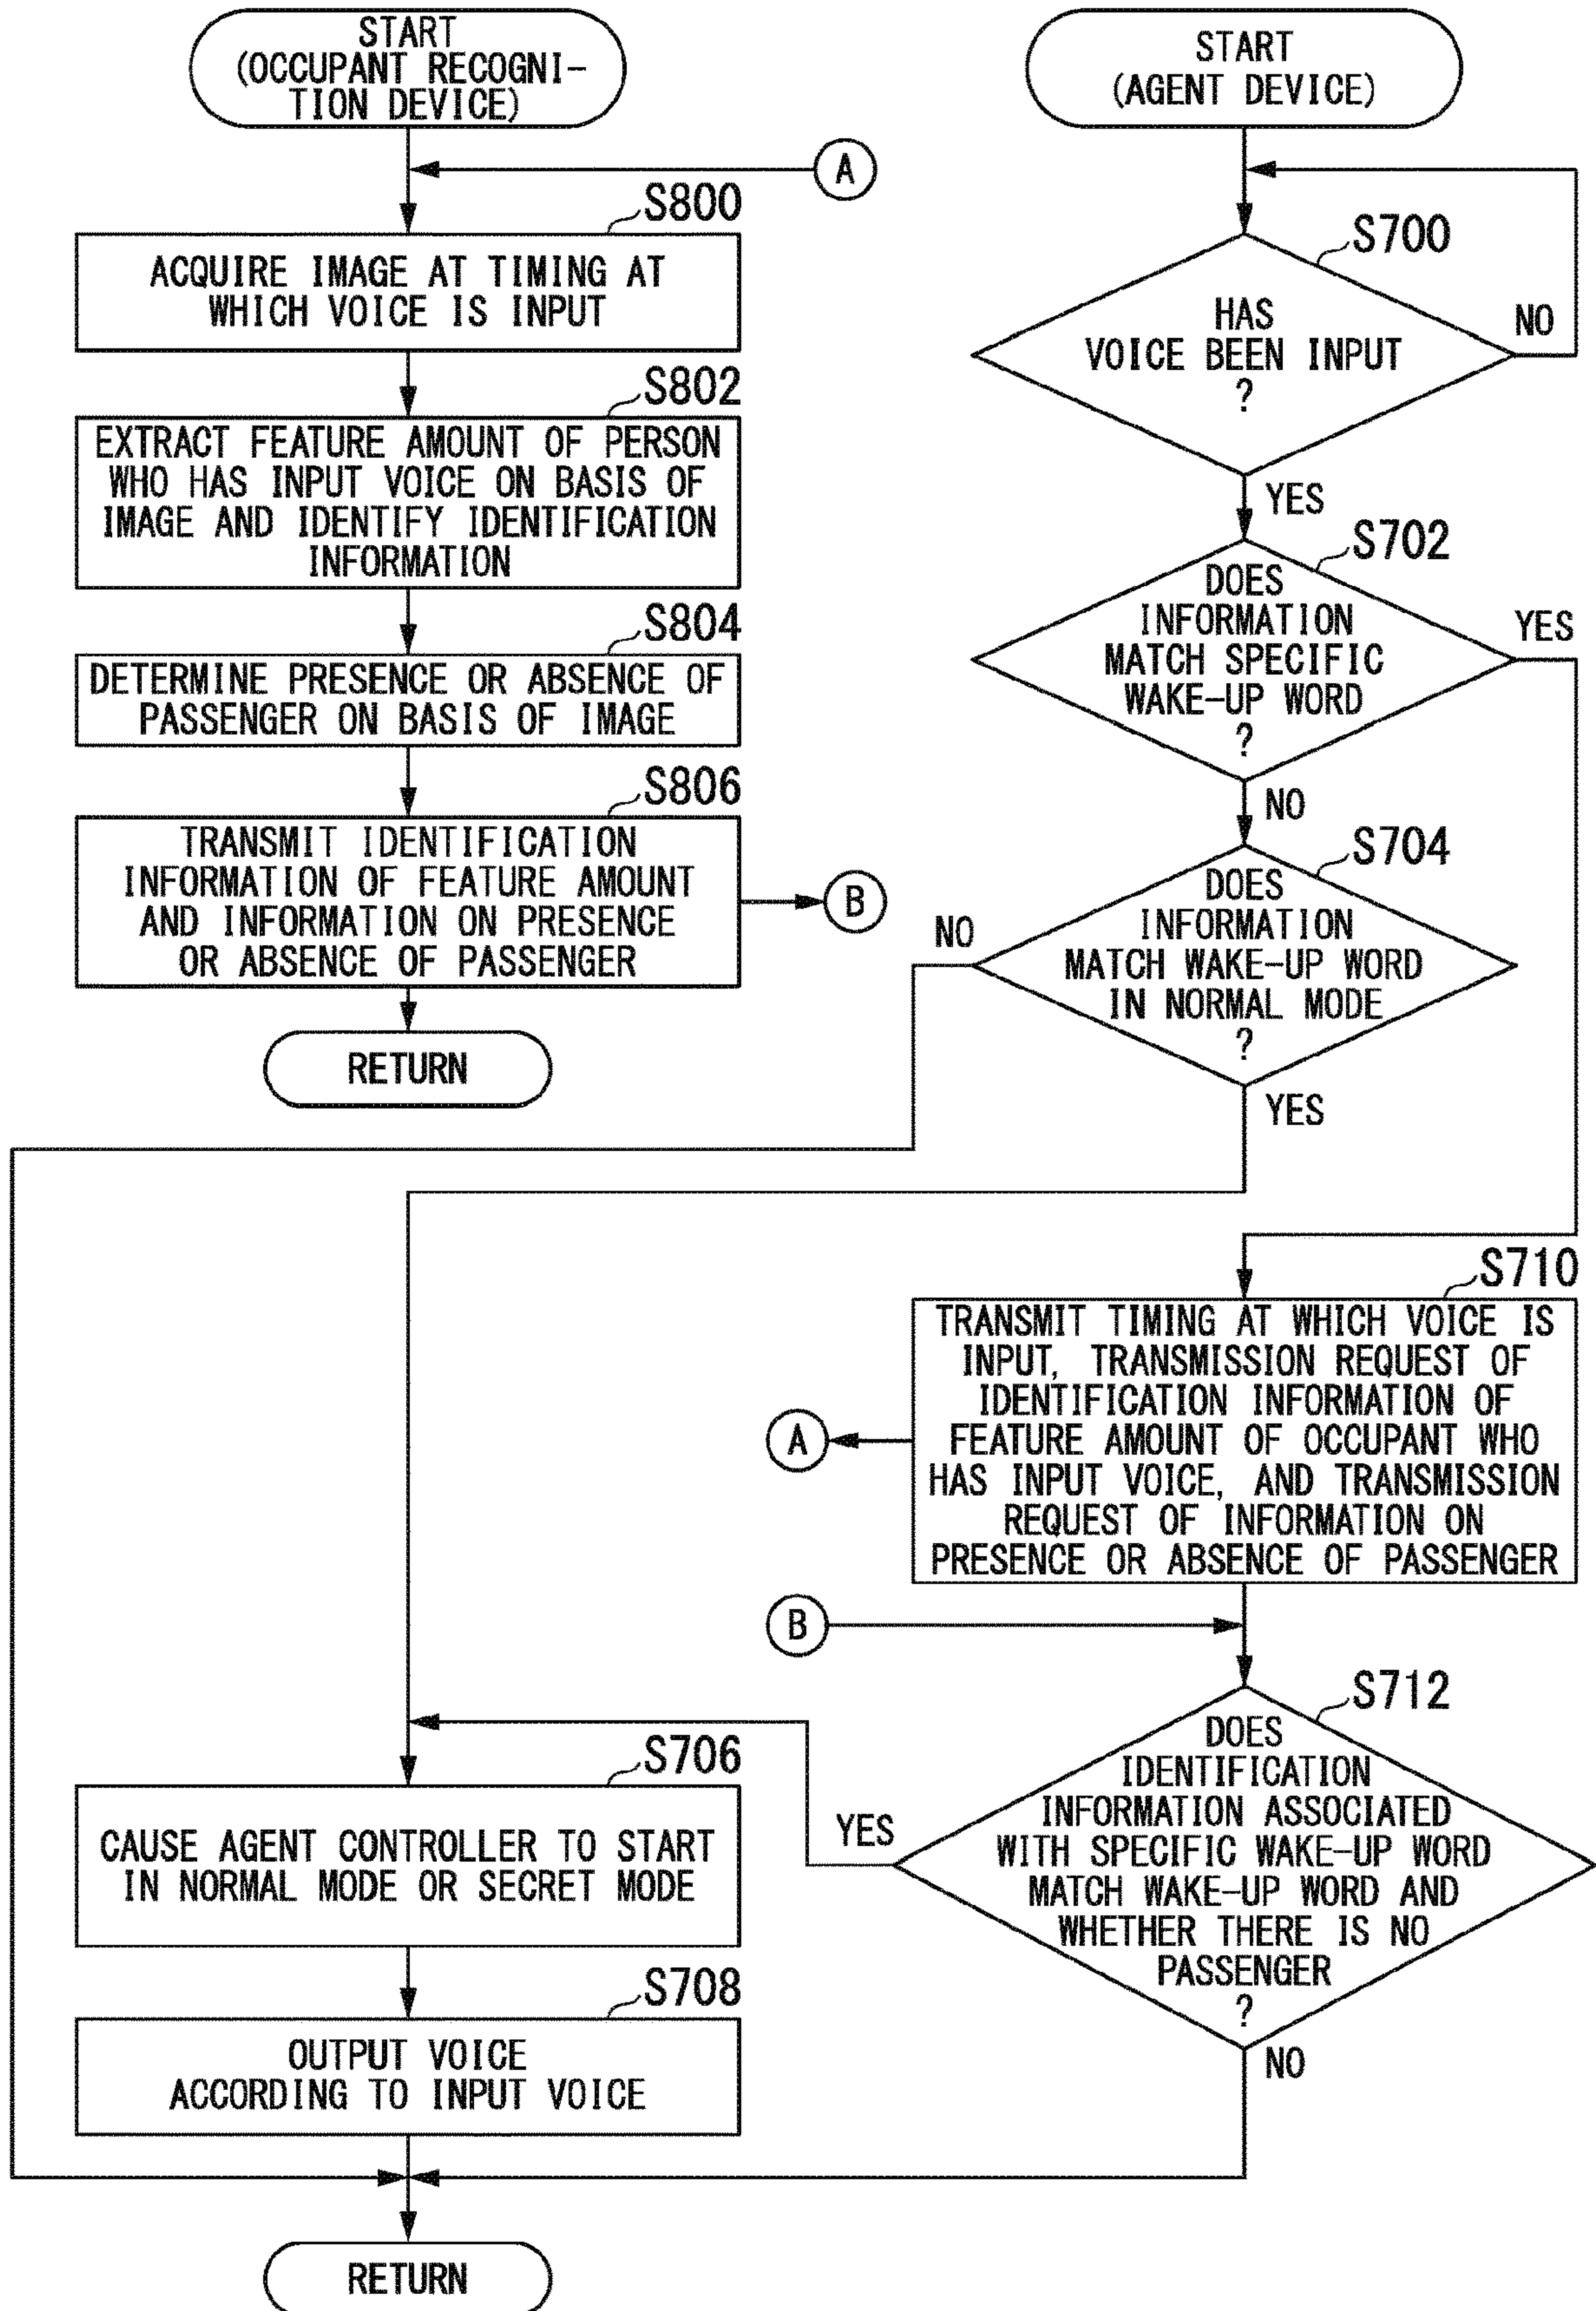 START
(OCCUPANT RECOGNI-
TION DEVICE)
A
S800
ACQUIRE IMAGE AT TIMING AT
WHICH VOICE IS INPUT
S802
EXTRACT FEATURE AMOUNT OF PERSON
WHO HAS INPUT VOICE ON BASIS OF
IMAGE AND IDENTIFY IDENTIFICATION
INFORMATION
S804
DETERMINE PRESENCE OR ABSENCE OF
PASSENGER ON BASIS OF IMAGE
S806
TRANSMIT IDENTIFICATION
INFORMATION OF FEATURE AMOUNT
AND INFORMATION ON PRESENCE
OR ABSENCE OF PASSENGER
B
RETURN
START
(AGENT DEVICE)
S700
HAS
VOICE BEEN INPUT
?
NO
YES
S702
DOES
INFORMATION
MATCH SPECIFIC
WAKE-UP WORD
?
YES
NO
S704
DOES
INFORMATION
MATCH WAKE-UP WORD
IN NORMAL MODE
?
NO
YES
S710
TRANSMIT TIMING AT WHICH VOICE IS
INPUT, TRANSMISSION REQUEST OF
IDENTIFICATION INFORMATION OF
FEATURE AMOUNT OF OCCUPANT WHO
HAS INPUT VOICE, AND TRANSMISSION
REQUEST OF INFORMATION ON
PRESENCE OR ABSENCE OF PASSENGER
A
B
S712
DOES
IDENTIFICATION
INFORMATION ASSOCIATED
WITH SPECIFIC WAKE-UP WORD
MATCH WAKE-UP WORD AND
WHETHER THERE IS NO
PASSENGER
?
YES
NO
S706
CAUSE AGENT CONTROLLER TO START
IN NORMAL MODE OR SECRET MODE
S708
OUTPUT VOICE
ACCORDING TO INPUT VOICE
RETURN